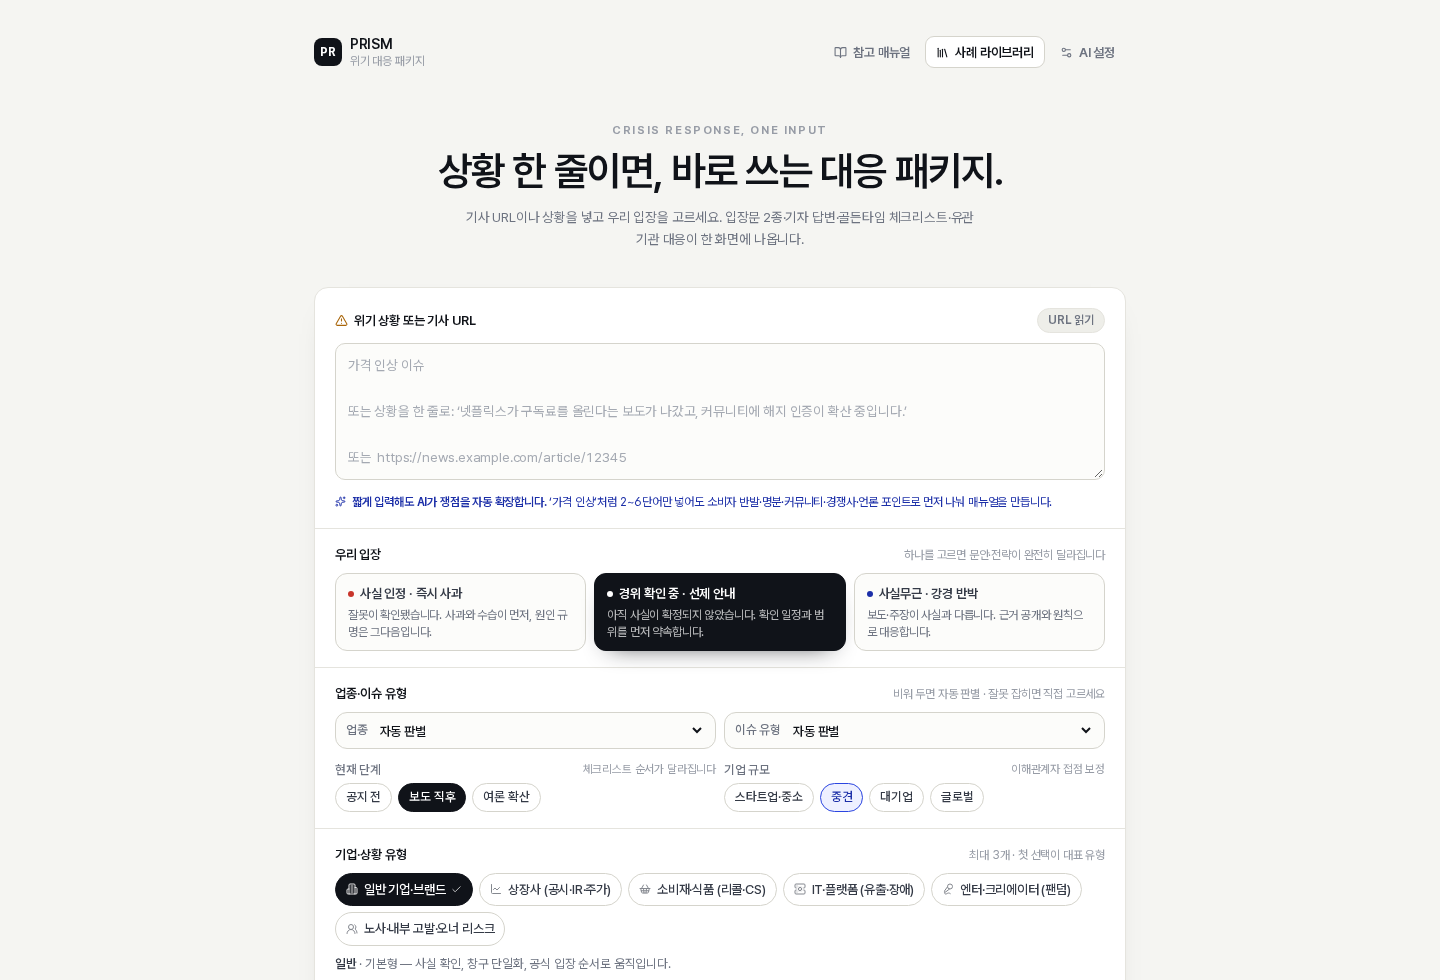 PR
PRISM
위기 대응 패키지
참고 매뉴얼
사례 라이브러리
AI 설정
CRISIS RESPONSE, ONE INPUT
상황 한 줄이면, 바로 쓰는 대응 패키지.
기사 URL이나 상황을 넣고 우리 입장을 고르세요. 입장문 2종·기자 답변·골든타임 체크리스트·유관
기관 대응이 한 화면에 나옵니다.
위기 상황 또는 기사 URL
URL 읽기
가격 인상 이슈
또는 상황을 한 줄로: ‘넷플릭스가 구독료를 올린다는 보도가 나갔고, 커뮤니티에 해지 인증이 확산 중입니다.’
또는 https://news.example.com/article/12345
짧게 입력해도 AI가 쟁점을 자동 확장합니다. ‘가격 인상’처럼 2~6단어만 넣어도 소비자 반발·명분·커뮤니티·경쟁사·언론 포인트로 먼저 나눠 매뉴얼을 만듭니다.
우리 입장
하나를 고르면 문안·전략이 완전히 달라집니다
사실 인정 · 즉시 사과
잘못이 확인됐습니다. 사과와 수습이 먼저, 원인 규
명은 그다음입니다.
경위 확인 중 · 선제 안내
아직 사실이 확정되지 않았습니다. 확인 일정과 범
위를 먼저 약속합니다.
사실무근 · 강경 반박
보도·주장이 사실과 다릅니다. 근거 공개와 원칙으
로 대응합니다.
업종·이슈 유형
비워 두면 자동 판별 · 잘못 잡히면 직접 고르세요
업종 자동 판별
이슈 유형 자동 판별
현재 단계
체크리스트 순서가 달라집니다
공지 전
보도 직후
여론 확산
기업 규모
이해관계자 접점 보정
스타트업·중소
중견
대기업
글로벌
기업·상황 유형
최대 3개 · 첫 선택이 대표 유형
일반 기업·브랜드
상장사 (공시·IR·주가)
소비재·식품 (리콜·CS)
IT·플랫폼 (유출·장애)
엔터·크리에이터 (팬덤)
노사·내부 고발·오너 리스크
일반 · 기본형 — 사실 확인, 창구 단일화, 공식 입장 순서로 움직입니다.